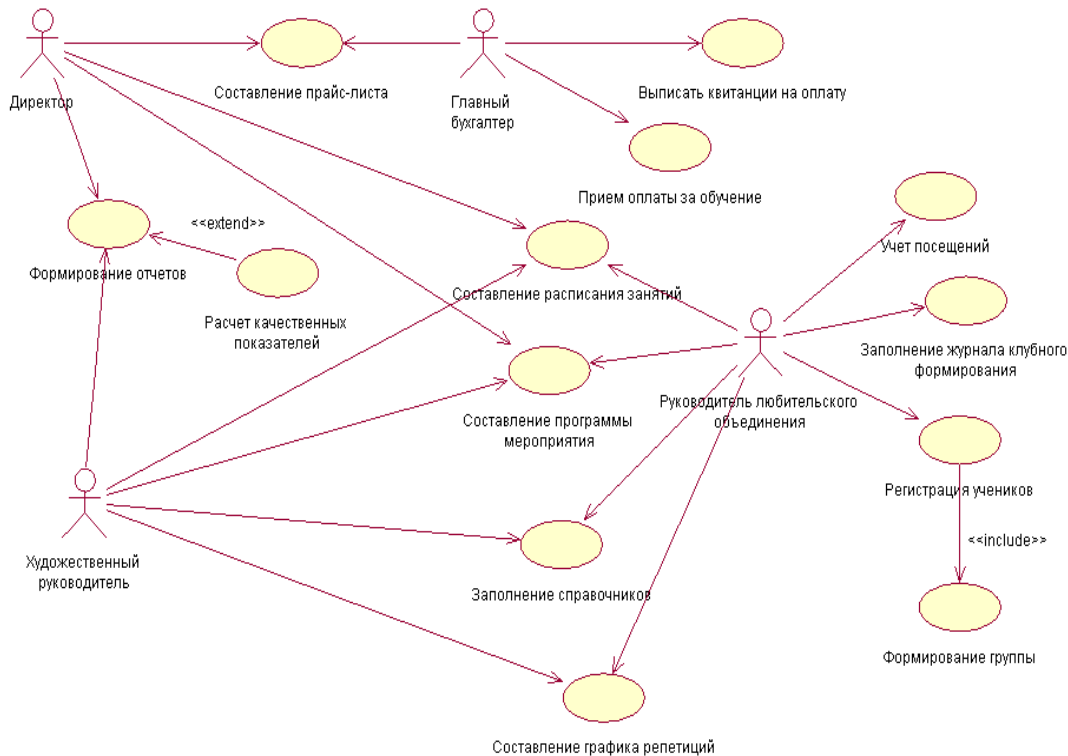 Директор
Составление прайс-листа
Главный
бухгалтер
Выписать квитанции на оплату
Прием оплаты за обучение
<<extend>>
Формирование отчетов
Расчет качественных
показателей
Составление расписания занятий
Учет посещений
Заполнение журнала клубного
формирования
Руководитель любительского
объединения
Составление программы
мероприятия
Регистрация учеников
<<include>>
Художественный
руководитель
Заполнение справочников
Формирование группы
Составление графика репетиций